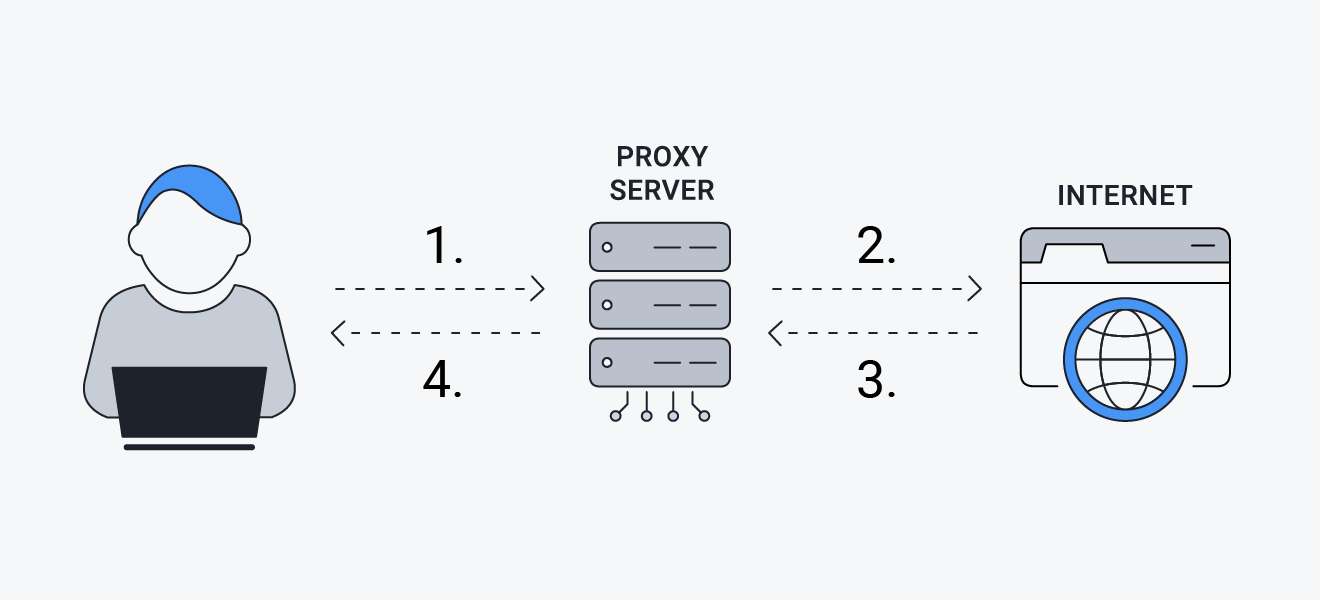 PROXY
SERVER
INTERNET
1.
2.
4.
3.